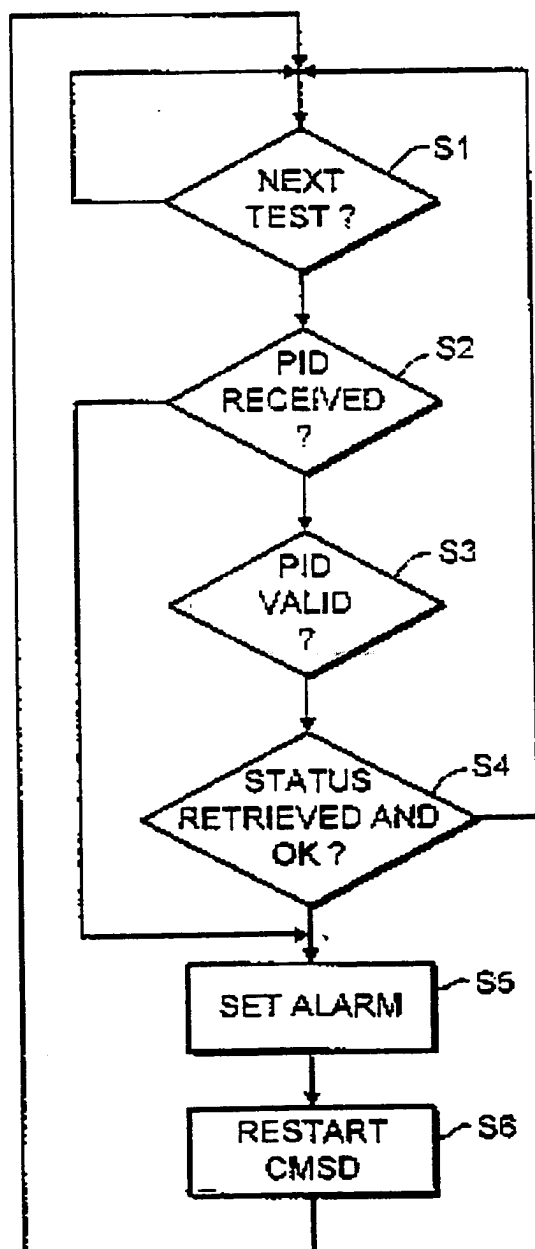 S1
NEXT
TEST ?
S2
PID
RECEIVED
?
S3
PID
VALID
?
S4
STATUS
RETRIEVED AND
OK ?
S5
SET ALARM
S6
RESTART
CMSD